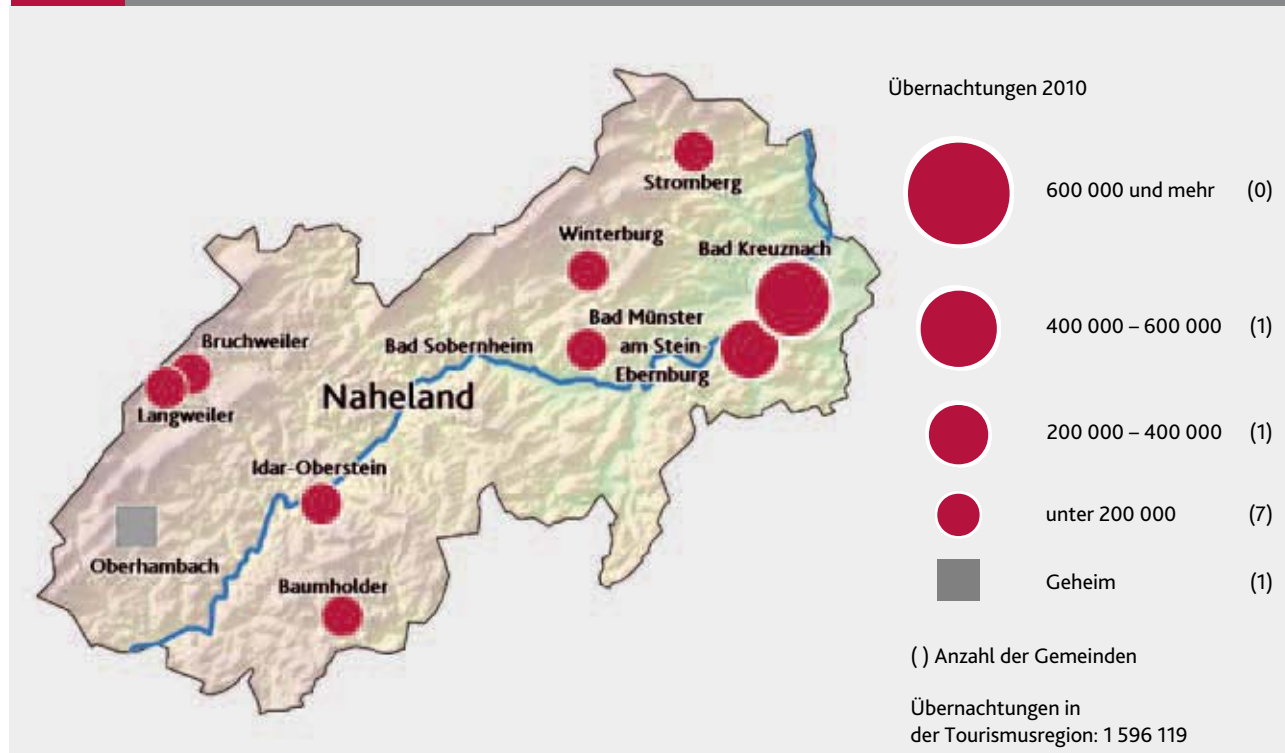 Übernachtungen 2010
Stromberg
Winterburg
Bad Kreuznach
Bad Münster
am Stein-
Ebernburg
Bad Sobernheim
Bruchweiler
Langweiler
Naheland
Idar-Oberstein
Oberhambach
Baumholder
600 000 und mehr (0)
400 000 – 600 000 (1)
200 000 – 400 000 (1)
unter 200 000 (7)
Geheim (1)
( ) Anzahl der Gemeinden
Übernachtungen in
der Tourismusregion: 1 596 119